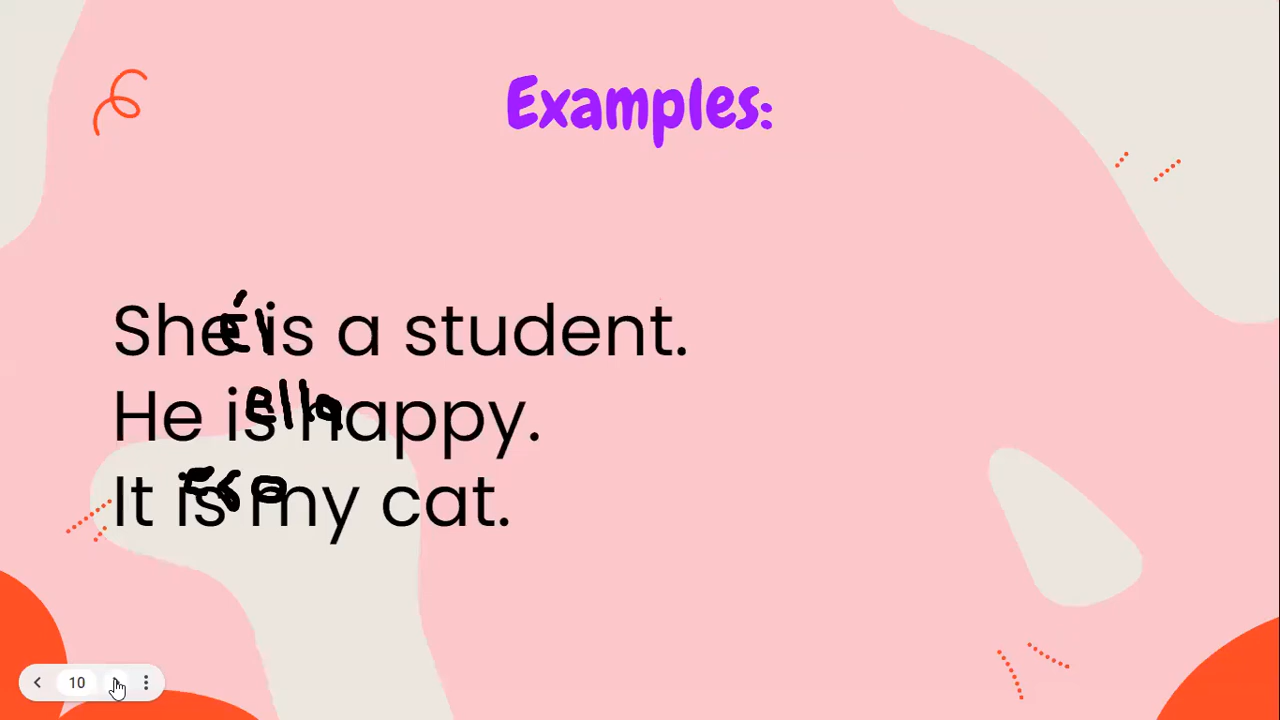 Examples:
She is a student.
Él
He is happy.
ella
It is my cat.
Eso
10